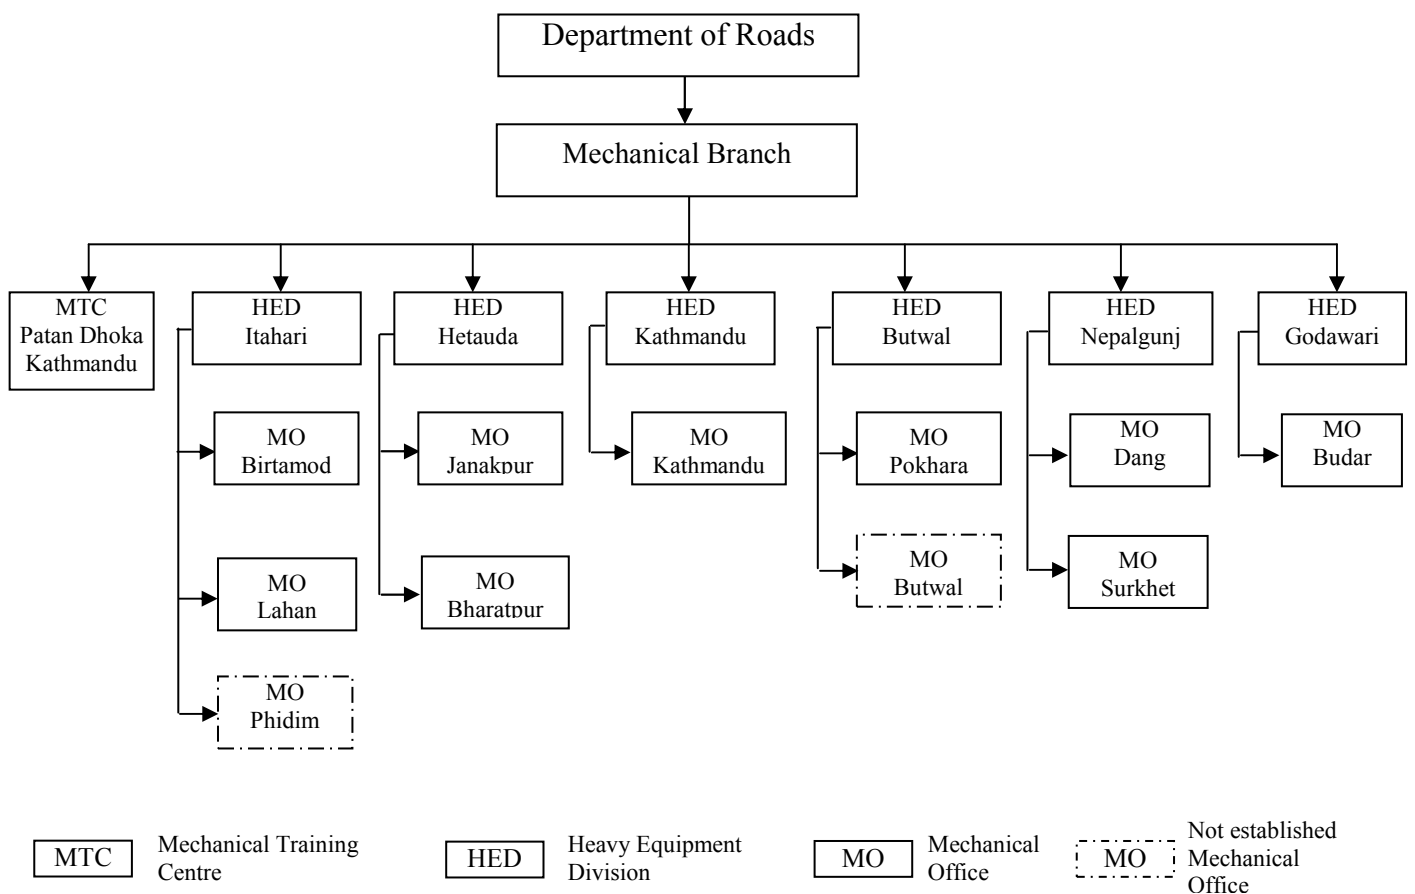 Department of Roads
Mechanical Branch
MTC
Patan Dhoka
Kathmandu
HED
Itahari
HED
Hetauda
HED
Kathmandu
HED
Butwal
HED
Nepalgunj
HED
Godawari
MO
Birtamod
MO
Janakpur
MO
Kathmandu
MO
Pokhara
MO
Dang
MO
Budar
MO
Lahan
MO
Bharatpur
MO
Butwal
MO
Surkhet
MO
Phidim
MTC
Mechanical Training
Centre
HED
Heavy Equipment
Division
MO
Mechanical
Office
MO
Not established
Mechanical
Office